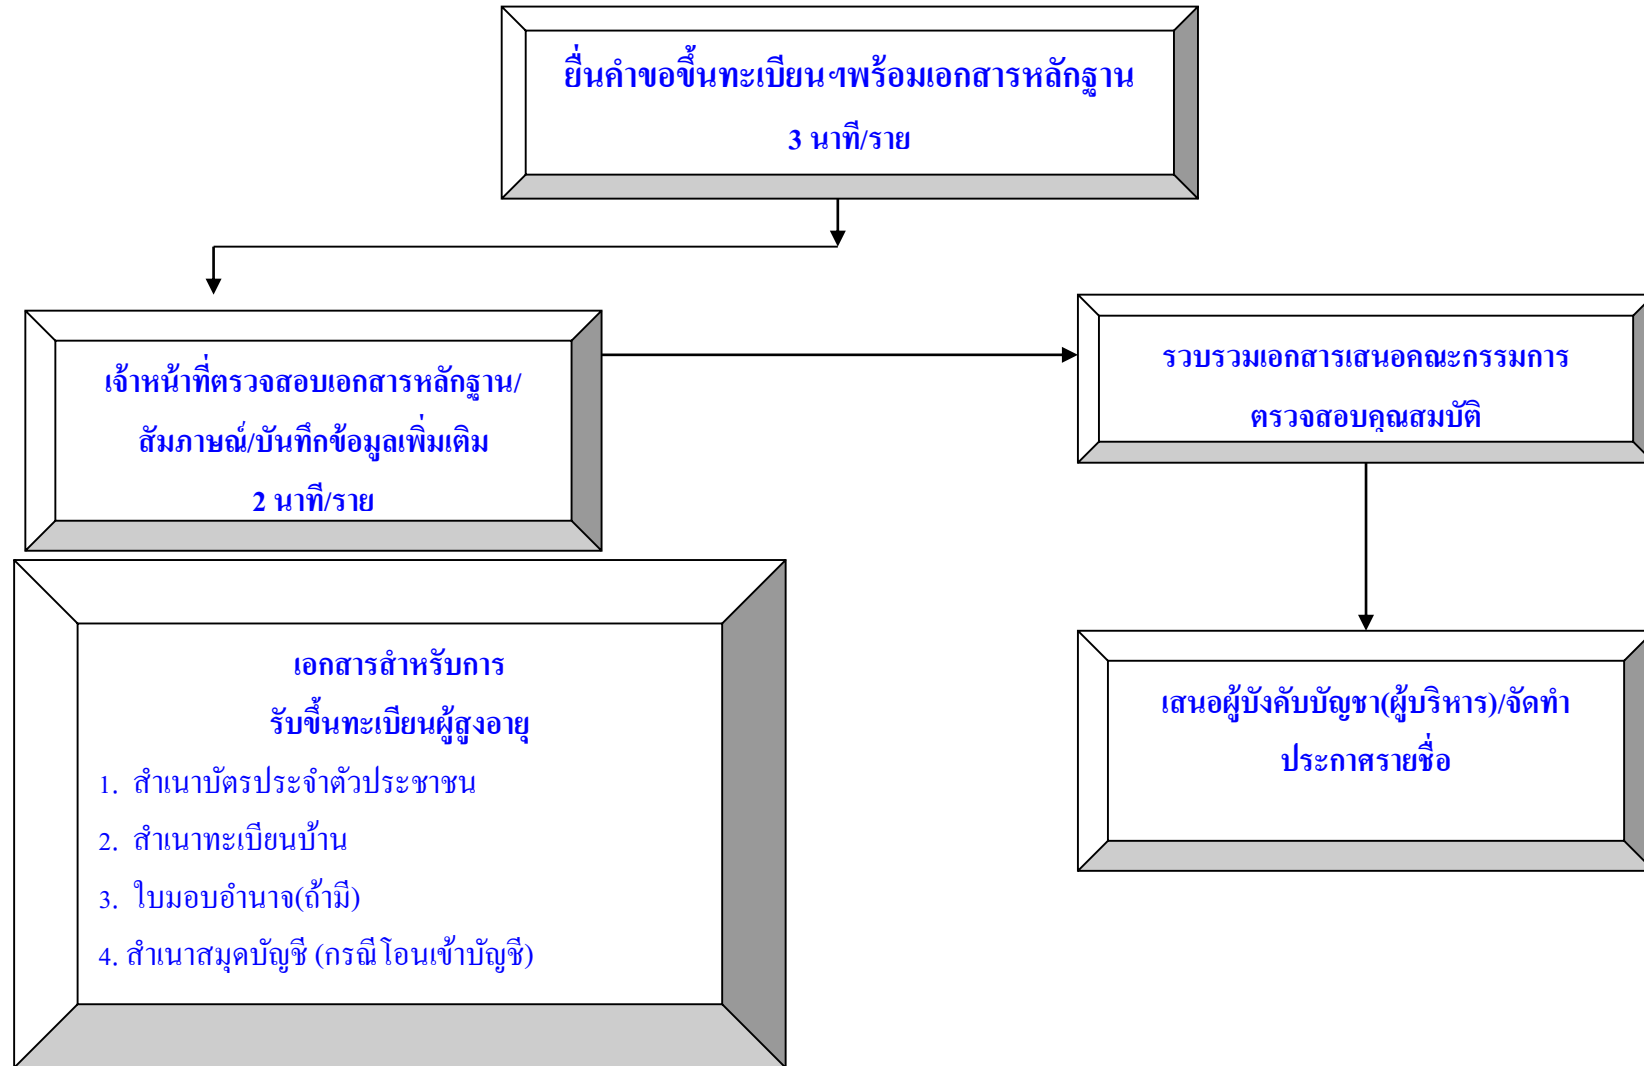 ยื่นคำขอขึ้นทะเบียนฯพร้อมเอกสารหลักฐาน
3 นาที/ราย
เจ้าหน้าที่ตรวจสอบเอกสารหลักฐาน/
สัมภาษณ์/บันทึกข้อมูลเพิ่มเติม
2 นาที/ราย
รวบรวมเอกสารเสนอคณะกรรมการ
ตรวจสอบคุณสมบัติ
เสนอผู้บังคับบัญชา(ผู้บริหาร)/จัดทำ
ประกาศรายชื่อ
เอกสารสำหรับการ
รับขึ้นทะเบียนผู้สูงอายุ
1. สำเนาบัตรประจำตัวประชาชน
2. สำเนาทะเบียนบ้าน
3. ใบมอบอำนาจ(ถ้ามี)
4. สำเนาสมุดบัญชี (กรณีโอนเข้าบัญชี)